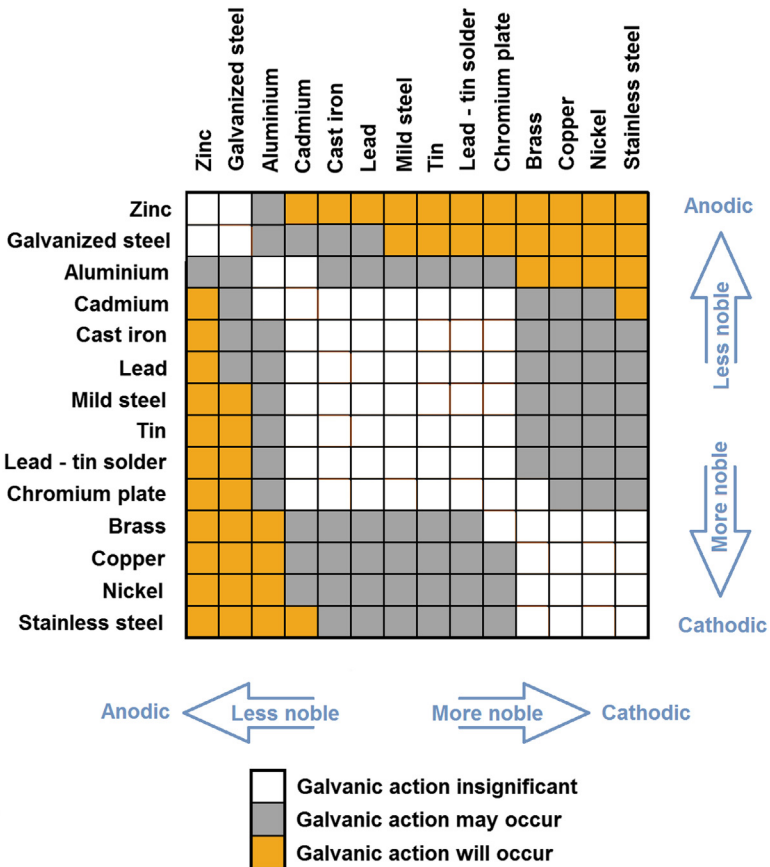 Zinc
Galvanized steel
Aluminium
Cadmium
Cast iron
Lead
Mild steel
Tin
Lead - tin solder
Chromium plate
Brass
Copper
Nickel
Stainless steel
Zinc
Galvanized steel
Aluminium
Cadmium
Cast iron
Lead
Mild steel
Tin
Lead - tin solder
Chromium plate
Brass
Copper
Nickel
Stainless steel
Anodic
Less noble
More noble
Cathodic
Anodic
Less noble
More noble
Cathodic
Galvanic action insignificant
Galvanic action may occur
Galvanic action will occur